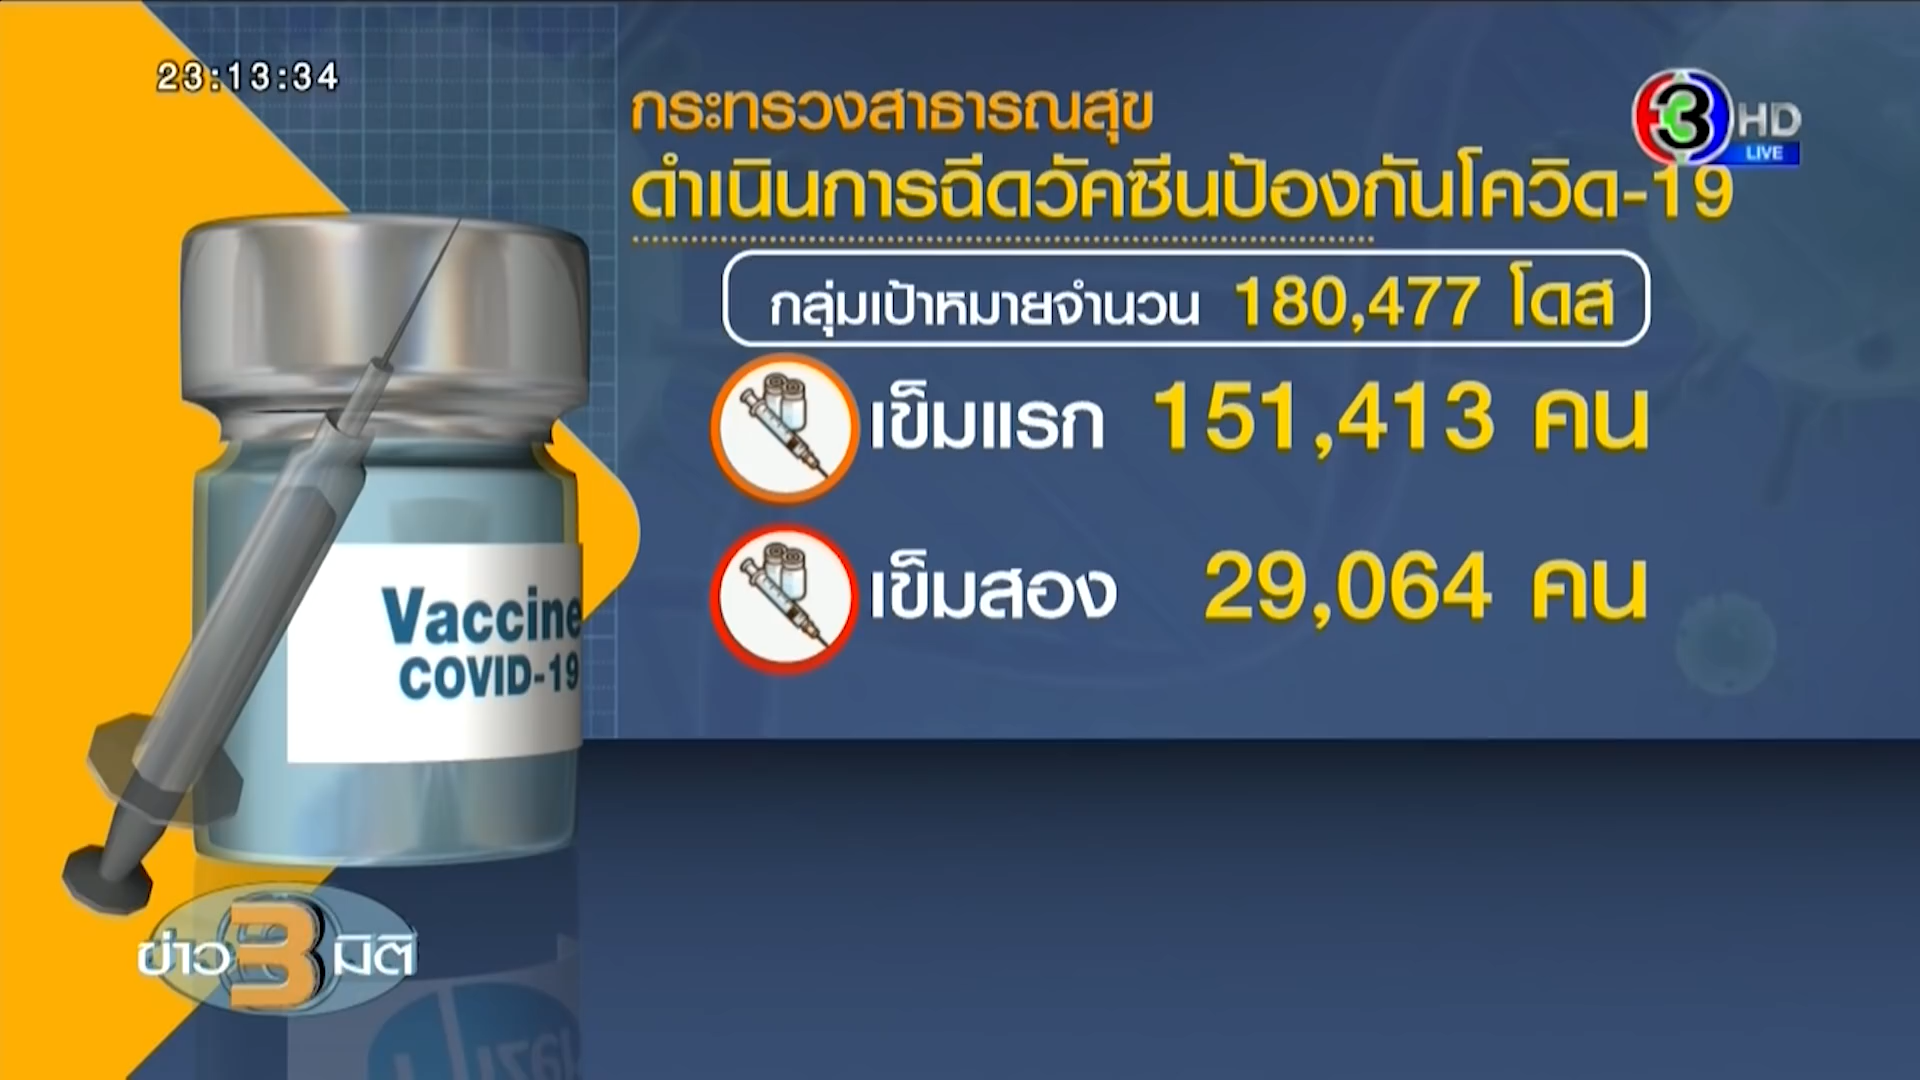 23:13:34
3 HD
LIVE
กระทรวงสาธารณสุข
ดำเนินการฉีดวัคซีนป้องกันโควิด-19
กลุ่มเป้าหมายจำนวน 180,477 โดส
เข็มแรก 151,413 คน
เข็มสอง 29,064 คน
Vaccine
COVID-19
ข่าว 3 มิติ